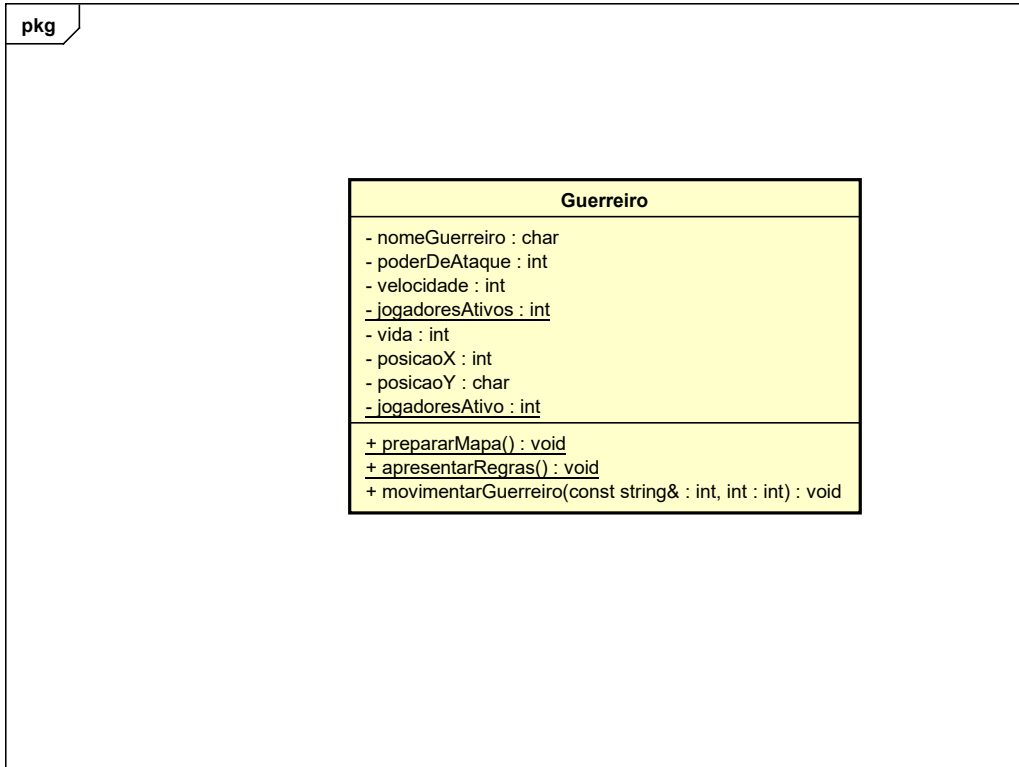 pkg
Guerreiro
- nomeGuerreiro : char
- poderDeAtaque : int
- velocidade : int
- jogadoresAtivos : int
- vida : int
- posicaoX : int
- posicaoY : char
- jogadoresAtivo : int
+ prepararMapa() : void
+ apresentarRegras() : void
+ movimentarGuerreiro(const string& : int, int : int) : void